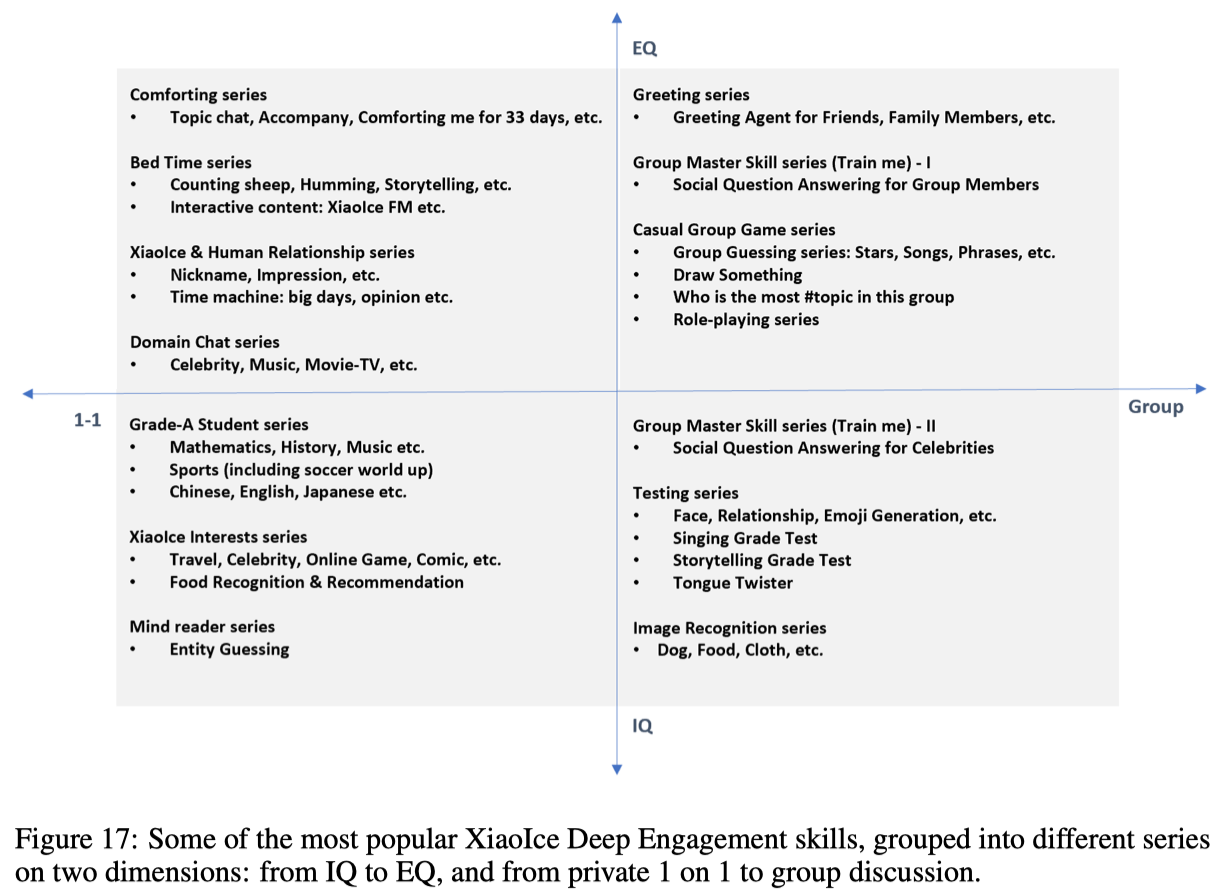 EQ
Comforting series
• Topic chat, Accompany, Comforting me for 33 days, etc.
Bed Time series
• Counting sheep, Humming, Storytelling, etc.
• Interactive content: XiaoIce FM etc.
XiaoIce & Human Relationship series
• Nickname, Impression, etc.
• Time machine: big days, opinion etc.
Domain Chat series
• Celebrity, Music, Movie-TV, etc.
Greeting series
• Greeting Agent for Friends, Family Members, etc.
Group Master Skill series (Train me) - I
• Social Question Answering for Group Members
Casual Group Game series
• Group Guessing series: Stars, Songs, Phrases, etc.
• Draw Something
• Who is the most #topic in this group
• Role-playing series
1-1
Group
Grade-A Student series
• Mathematics, History, Music etc.
• Sports (including soccer world up)
• Chinese, English, Japanese etc.
XiaoIce Interests series
• Travel, Celebrity, Online Game, Comic, etc.
• Food Recognition & Recommendation
Mind reader series
• Entity Guessing
Group Master Skill series (Train me) - II
• Social Question Answering for Celebrities
Testing series
• Face, Relationship, Emoji Generation, etc.
• Singing Grade Test
• Storytelling Grade Test
• Tongue Twister
Image Recognition series
• Dog, Food, Cloth, etc.
IQ
Figure 17: Some of the most popular XiaoIce Deep Engagement skills, grouped into different series
on two dimensions: from IQ to EQ, and from private 1 on 1 to group discussion.